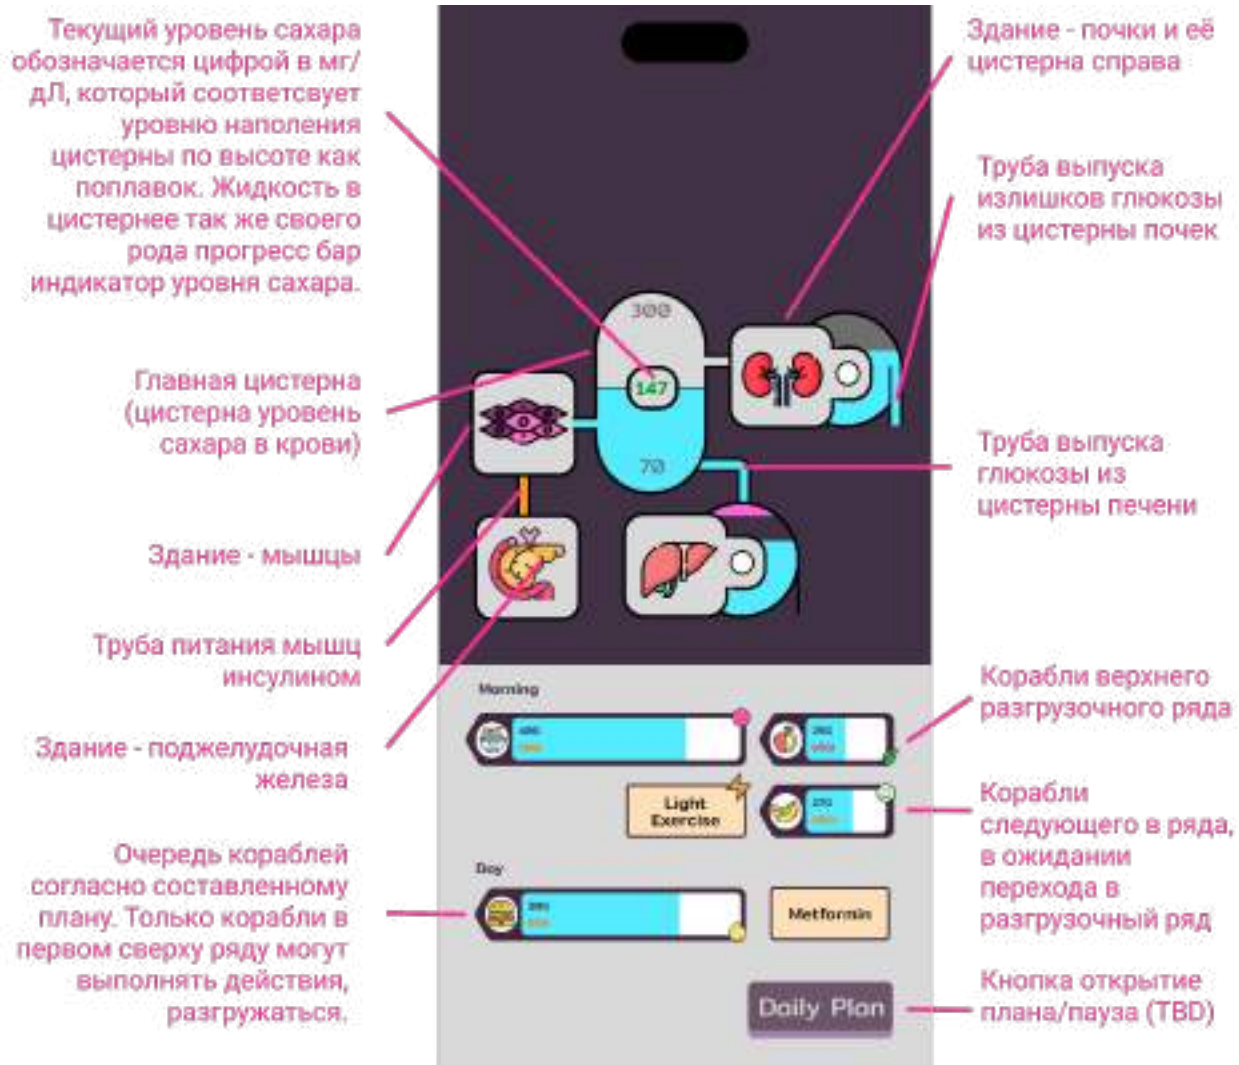 Текущий уровень сахара
обозначается цифрой в мг/
дЛ, который соответсвует
уровню наполения
цистерны по высоте как
поплавок. Жидкость в
цистернее так же своего
рода прогресс бар
индикатор уровня сахара.
Здание - почки и её
цистерна справа
Труба выпуска
излишков глюкозы
из цистерны почек
300
147
70
Главная цистерна
(цистерна уровень
сахара в крови)
Труба выпуска
глюкозы из
цистерны печени
Здание - мышцы
Труба питания мышц
инсулином
Здание - поджелудочная
железа
Очередь кораблей
согласно составленному
плану. Только корабли в
первом сверху ряду могут
выполнять действия,
разгружаться.
Morning
Light
Exercise
Day
Metformin
Daily Plan
Корабли верхнего
разгрузочного ряда
Корабли
следующего в ряда,
в ожидании
перехода в
разгрузочный ряд
Кнопка открытие
плана/пауза (TBD)